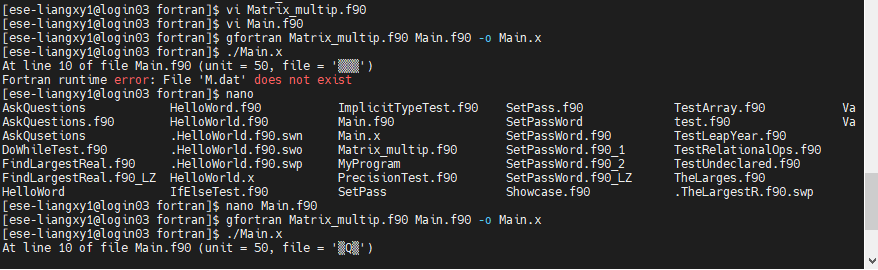 [ese-liangxy1@login03 fortran]$ vi Matrix_multip.f90
[ese-liangxy1@login03 fortran]$ vi Main.f90
[ese-liangxy1@login03 fortran]$ gfortran Matrix_multip.f90 Main.f90 -o Main.x
[ese-liangxy1@login03 fortran]$ ./Main.x
At line 10 of file Main.f90 (unit = 50, file = '▒▒▒')
Fortran runtime error: File 'M.dat' does not exist
[ese-liangxy1@login03 fortran]$ nano
AskQuestions HelloWord.f90 ImplicitTypeTest.f90 SetPass.f90 TestArray.f90 Va
AskQuestions.f90 HelloWorld.f90 Main.f90 SetPassWord test.f90 Va
AskQusetions .HelloWorld.f90.swn Main.x SetPassWord.f90 TestLeapYear.f90
DoWhileTest.f90 .HelloWorld.f90.swo Matrix_multip.f90 SetPassWord.f90_1 TestRelationalOps.f90
FindLargestReal.f90 .HelloWorld.f90.swp MyProgram SetPassWord.f90_2 TestUndeclared.f90
FindLargestReal.f90_LZ HelloWorld.x PrecisionTest.f90 SetPassWord.f90_LZ TheLarges.f90
HelloWord IfElseTest.f90 SetPass Showcase.f90 .TheLargestR.f90.swp
[ese-liangxy1@login03 fortran]$ nano Main.f90
[ese-liangxy1@login03 fortran]$ gfortran Matrix_multip.f90 Main.f90 -o Main.x
[ese-liangxy1@login03 fortran]$ ./Main.x
At line 10 of file Main.f90 (unit = 50, file = '▒Q▒')